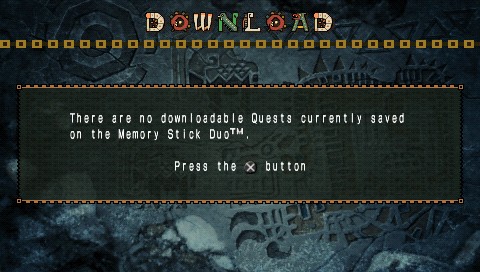 DOWNLOAD
There are no downloadable Quests currently saved
on the Memory Stick Duo™.
Press the ⓧ button